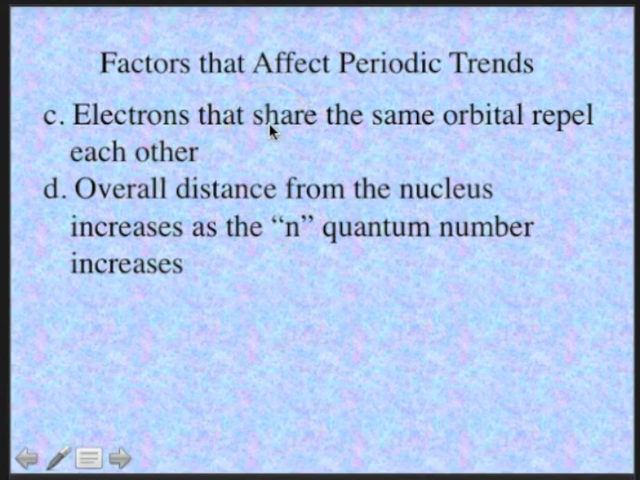 Factors that Affect Periodic Trends
c. Electrons that share the same orbital repel
each other
d. Overall distance from the nucleus
increases as the “n” quantum number
increases